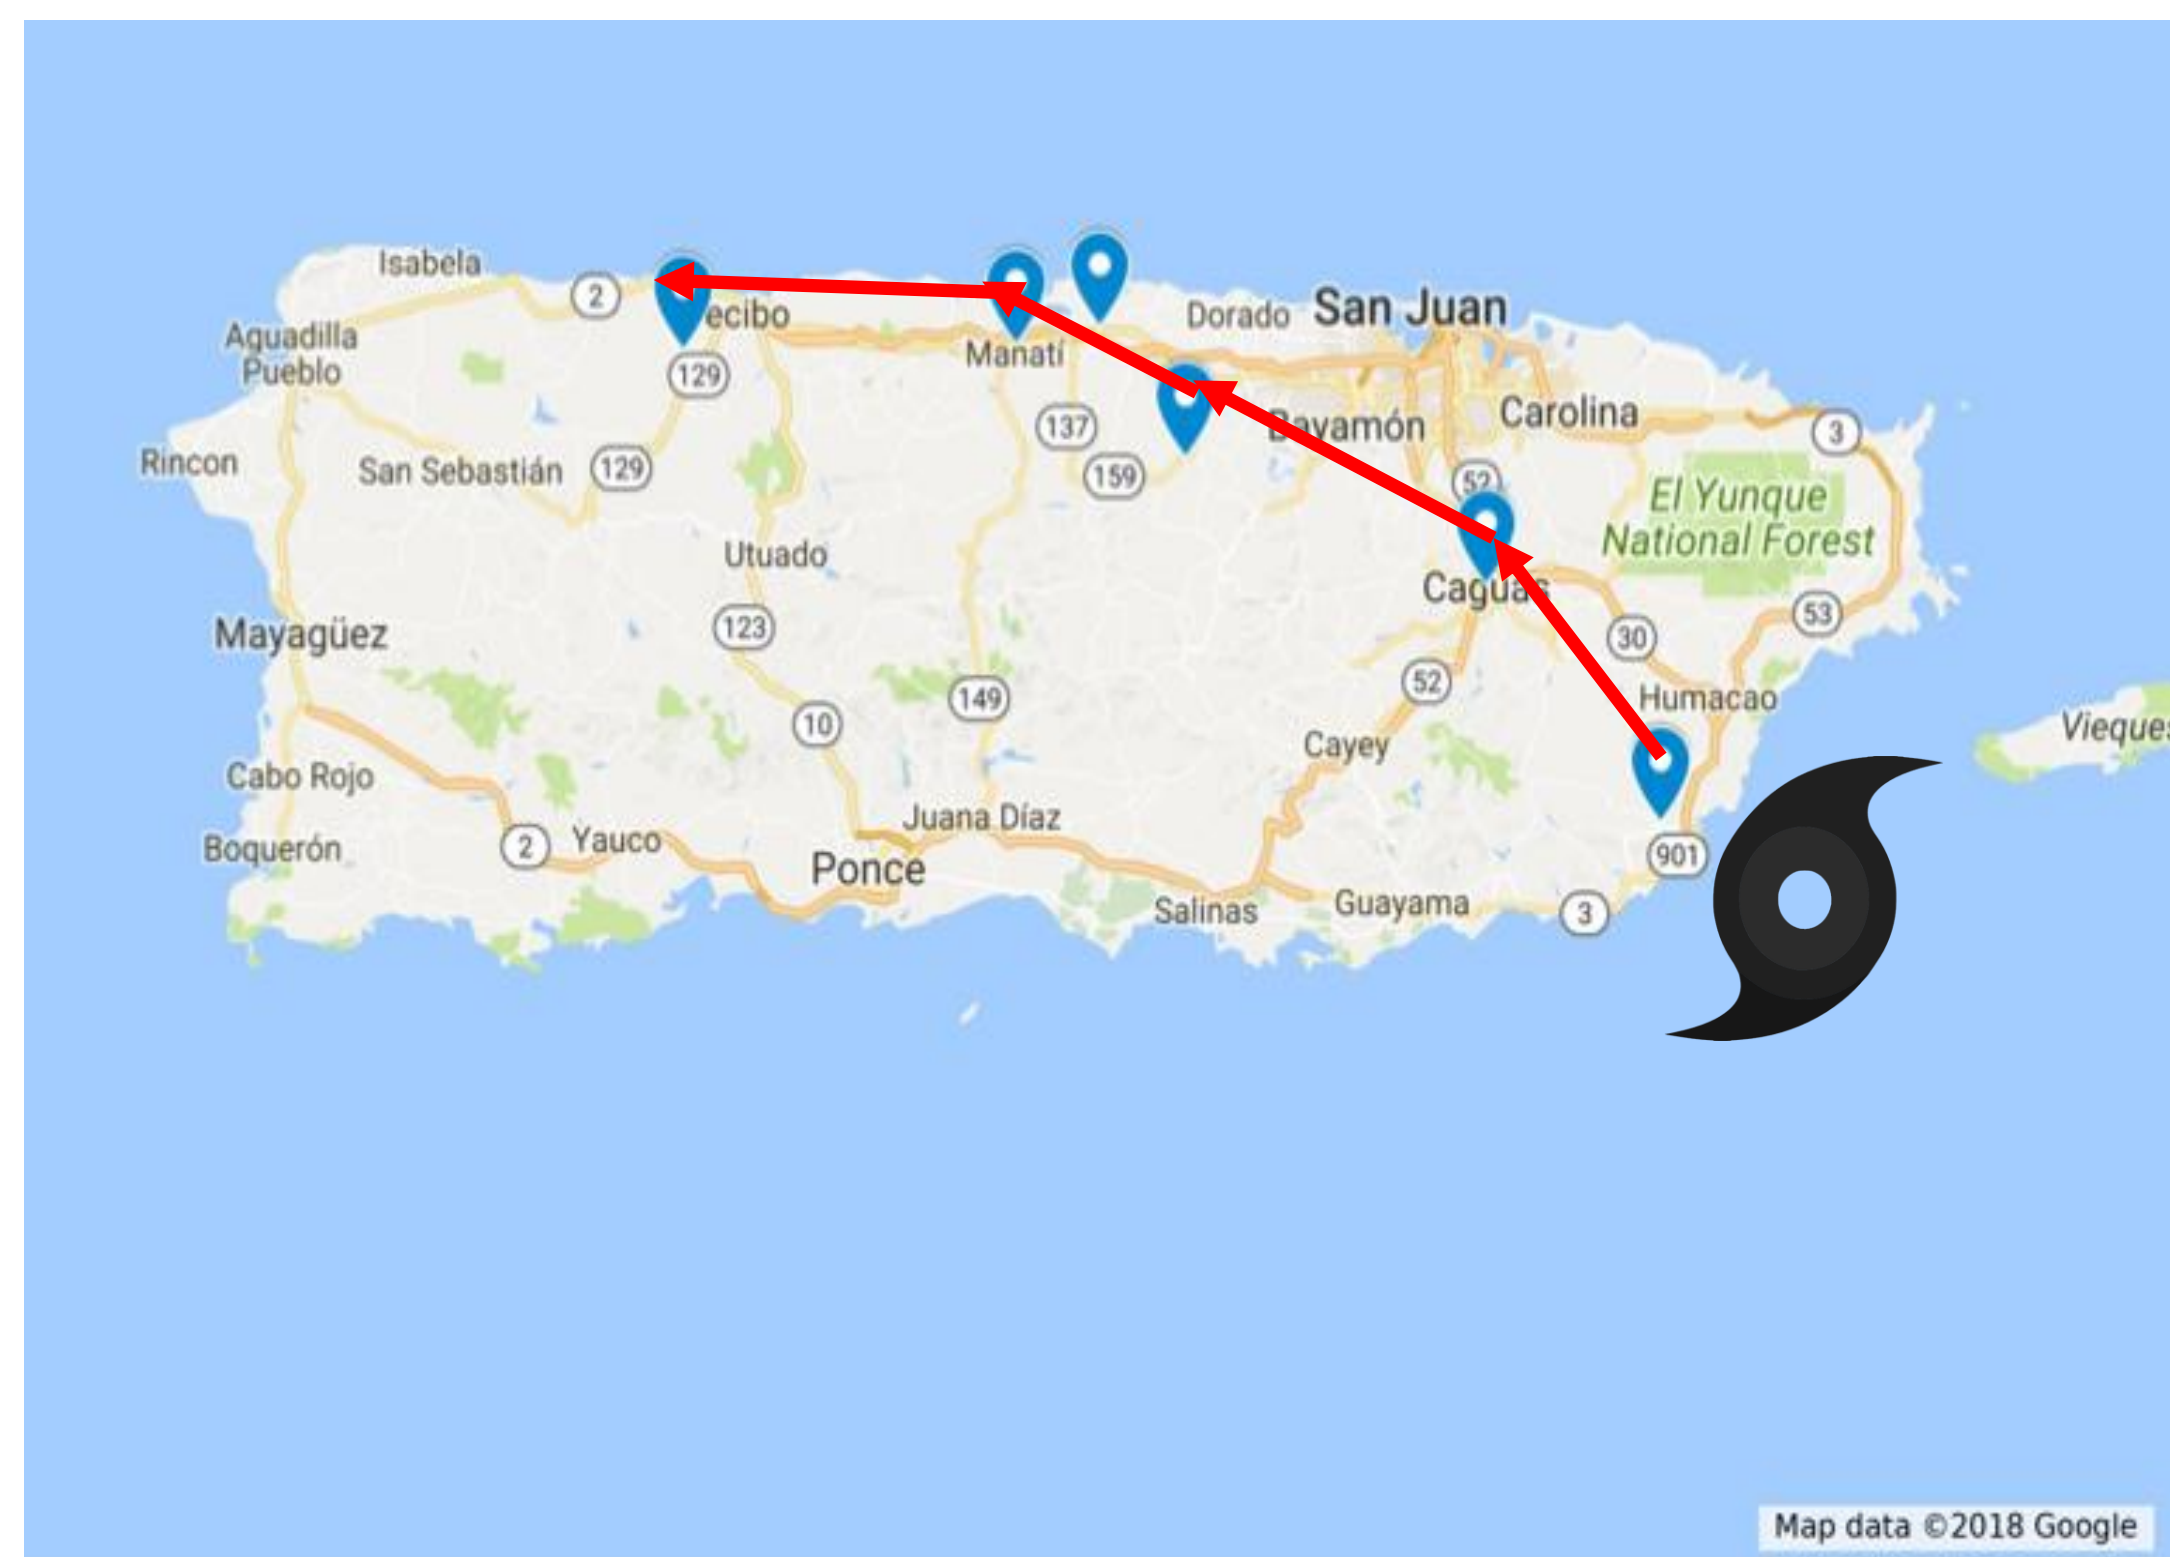 Isabela
2
ecibo
Dorado
San Juan
Aguadilla
Pueblo
Manatí
129
137
Bayamón
Carolina
3
Rincon
San Sebastián
129
159
52
El Yunque
National Forest
Utuado
Caguas
Mayagüez
123
30
53
52
149
Humacao
10
Vieques
Cayey
Cabo Rojo
Juana Díaz
Boquerón
2
Yauco
Ponce
901
Salinas
Guayama
3
Map data ©2018 Google